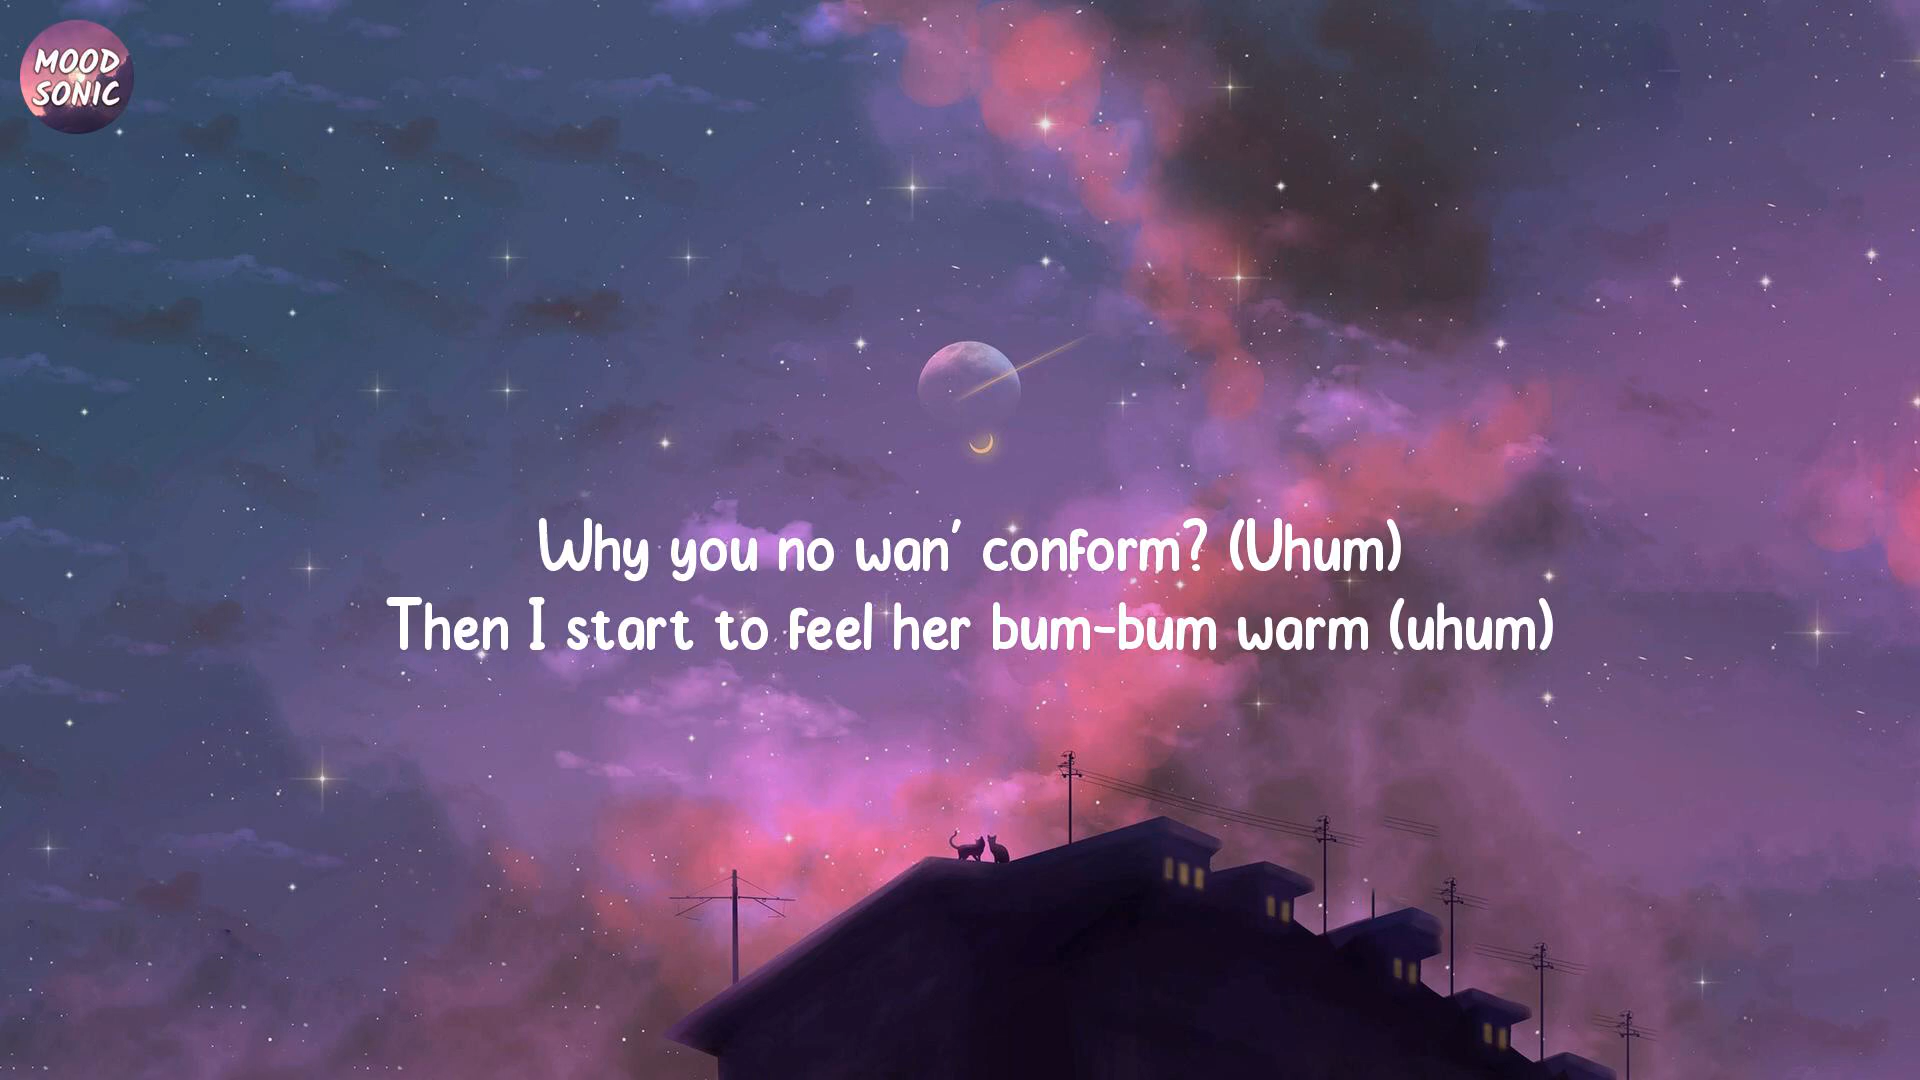 MOOD
SONIC
Why you no wan' conform? (Uhum)
Then I start to feel her bum-bum warm (uhum)